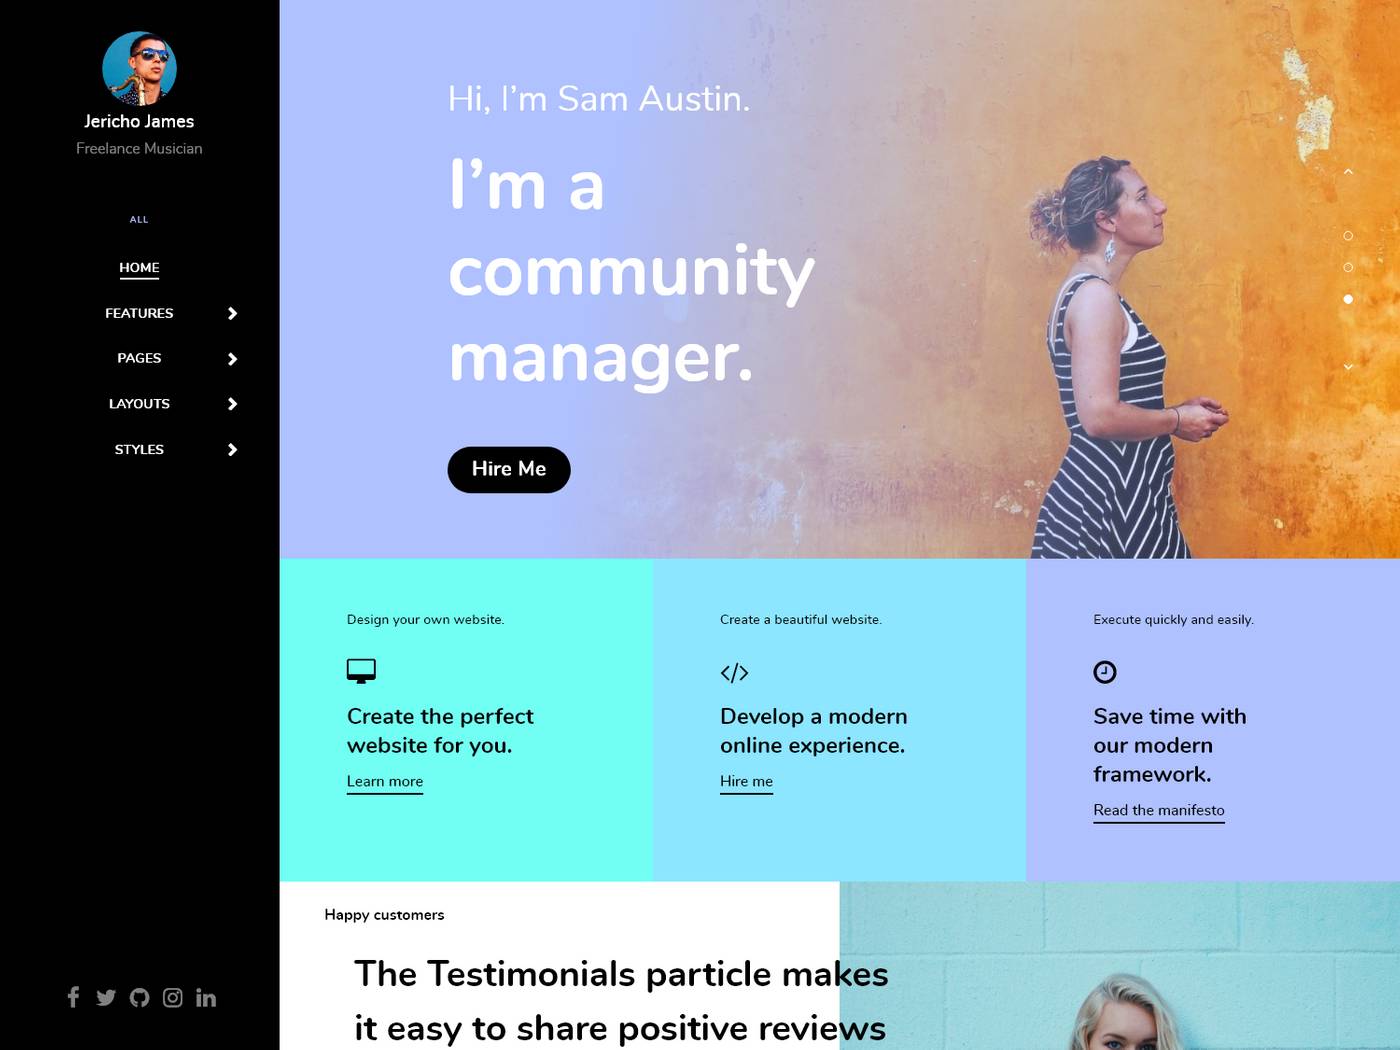 Jericho James
Freelance Musician
ALL
HOME
FEATURES
PAGES
LAYOUTS
STYLES
Hi, I’m Sam Austin.
I’m a
community
manager.
Hire Me
Design your own website.
Create the perfect
website for you.
Learn more
Create a beautiful website.
Develop a modern
online experience.
Hire me
Execute quickly and easily.
Save time with
our modern
framework.
Read the manifesto
Happy customers
The Testimonials particle makes
it easy to share positive reviews